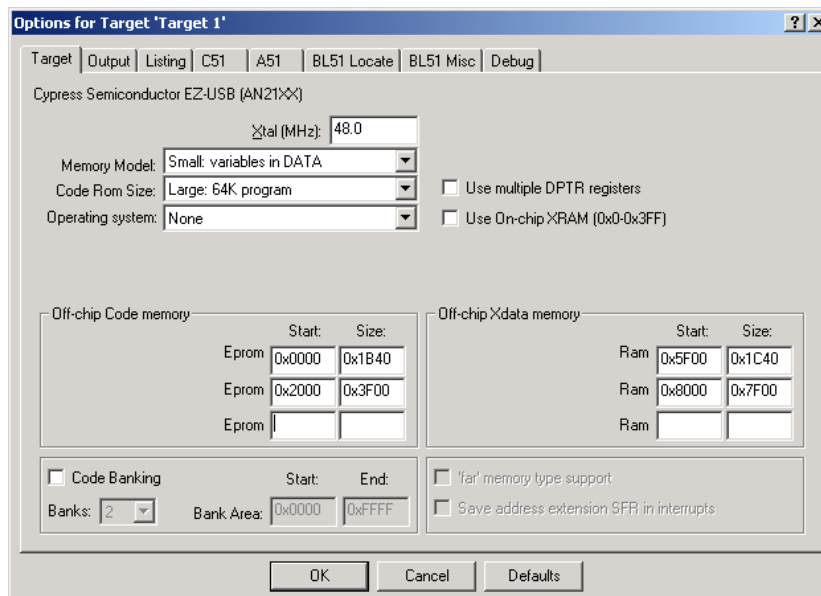 Options for Target 'Target 1'
Target Output Listing C51 A51 BL51 Locate BL51 Misc Debug
Cypress Semiconductor EZ-USB (AN21XX)
Xtal (MHz): 48.0
Memory Model: Small: variables in DATA
Code Rom Size: Large: 64K program
Use multiple DPTR registers
Operating system: None
Use On-chip XRAM (0x0-0x3FF)
Off-chip Code memory
Start: Size:
Eprom 0x0000 0x1B40
Eprom 0x2000 0x3F00
Eprom
Off-chip Xdata memory
Start: Size:
Ram 0x5F00 0x1C40
Ram 0x8000 0x7F00
Ram
Code Banking Start: End:
Banks: 2 Bank Area: 0x0000 0xFFFF
'far' memory type support
Save address extension SFR in interrupts
OK Cancel Defaults